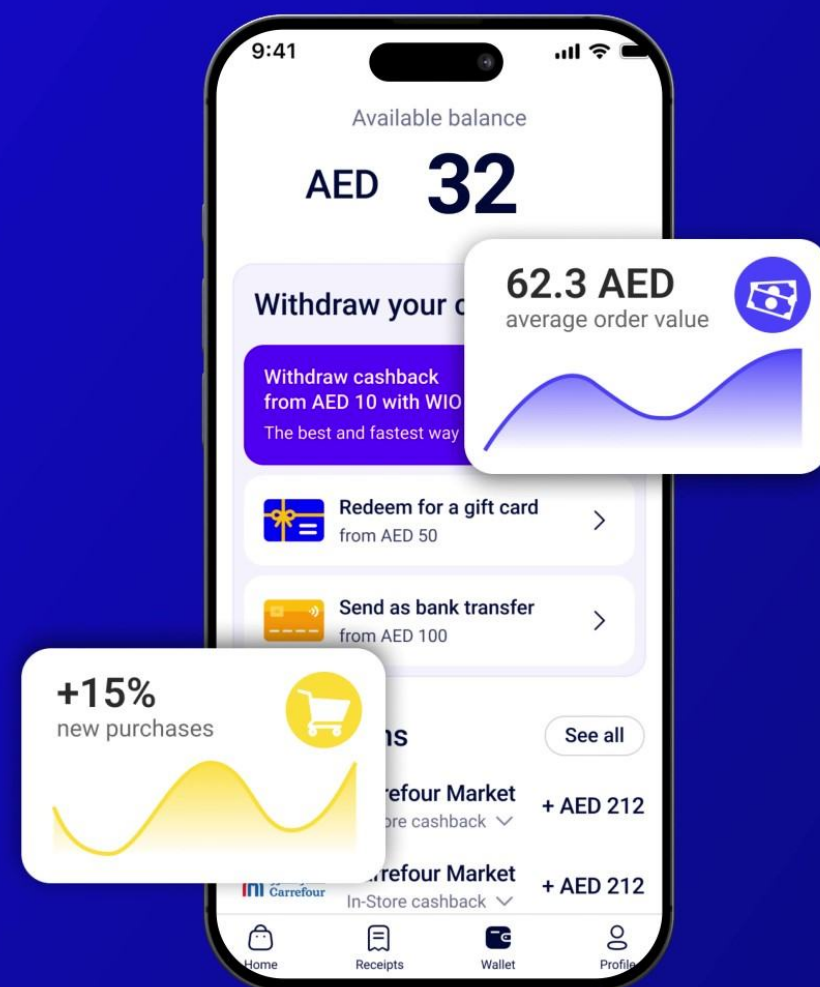 9:41
Available balance
AED 32
Withdraw your c
62.3 AED
average order value
Withdraw cashback
from AED 10 with WIO
The best and fastest way
Redeem for a gift card
from AED 50
Send as bank transfer
from AED 100
+15%
new purchases
ns
See all
refour Market
+ AED 212
ore cashback
Carrefour
rrefour Market
+ AED 212
In-Store cashback
Home
Receipts
Wallet
Profile